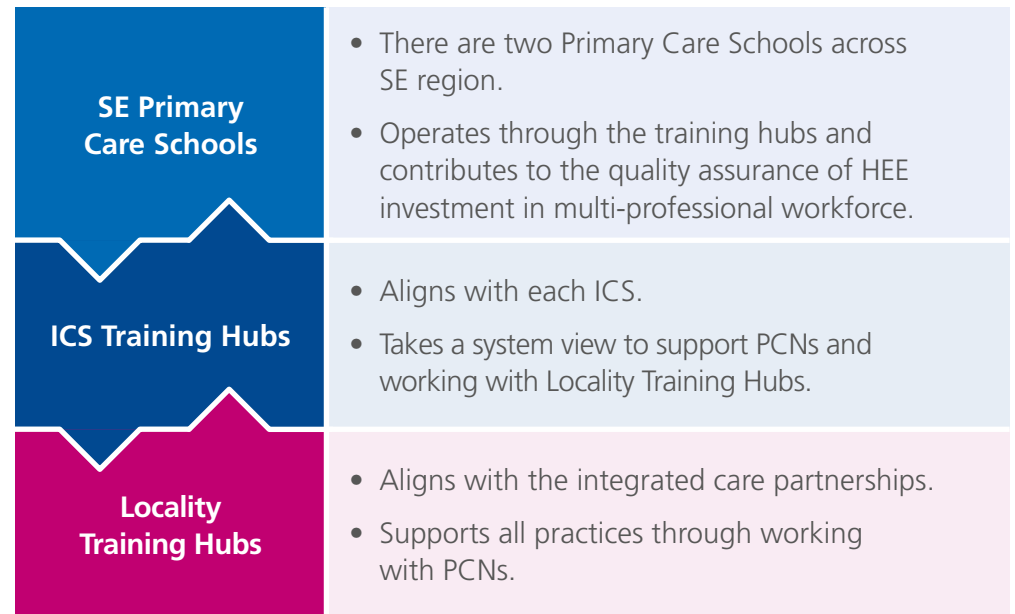 SE Primary
Care Schools
• There are two Primary Care Schools across
SE region.
• Operates through the training hubs and
contributes to the quality assurance of HEE
investment in multi-professional workforce.
ICS Training Hubs
• Aligns with each ICS.
• Takes a system view to support PCNs and
working with Locality Training Hubs.
Locality
Training Hubs
• Aligns with the integrated care partnerships.
• Supports all practices through working
with PCNs.